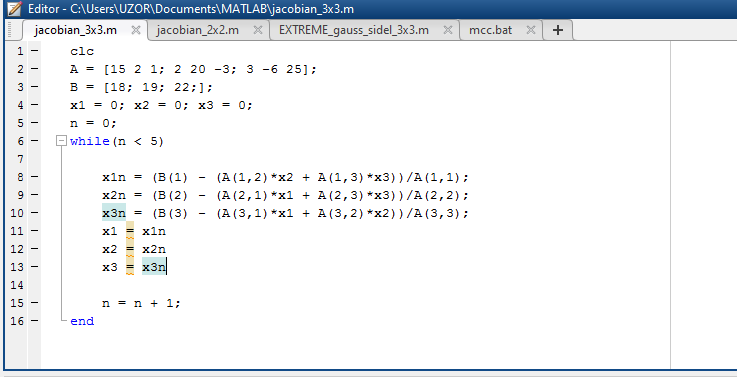 Editor - C:\Users\UZOR\Documents\MATLAB\jacobian_3x3.m
jacobian_3x3.m jacobian_2x2.m EXTREME_gauss_sidel_3x3.m mcc.bat
1 clc
2 A = [15 2 1; 2 20 -3; 3 -6 25];
3 B = [18; 19; 22;];
4 x1 = 0; x2 = 0; x3 = 0;
5 n = 0;
6 while(n < 5)
7
8 x1n = (B(1) - (A(1,2)*x2 + A(1,3)*x3))/A(1,1);
9 x2n = (B(2) - (A(2,1)*x1 + A(2,3)*x3))/A(2,2);
10 x3n = (B(3) - (A(3,1)*x1 + A(3,2)*x2))/A(3,3);
11 x1 = x1n
12 x2 = x2n
13 x3 = x3n
14
15 n = n + 1;
16 end